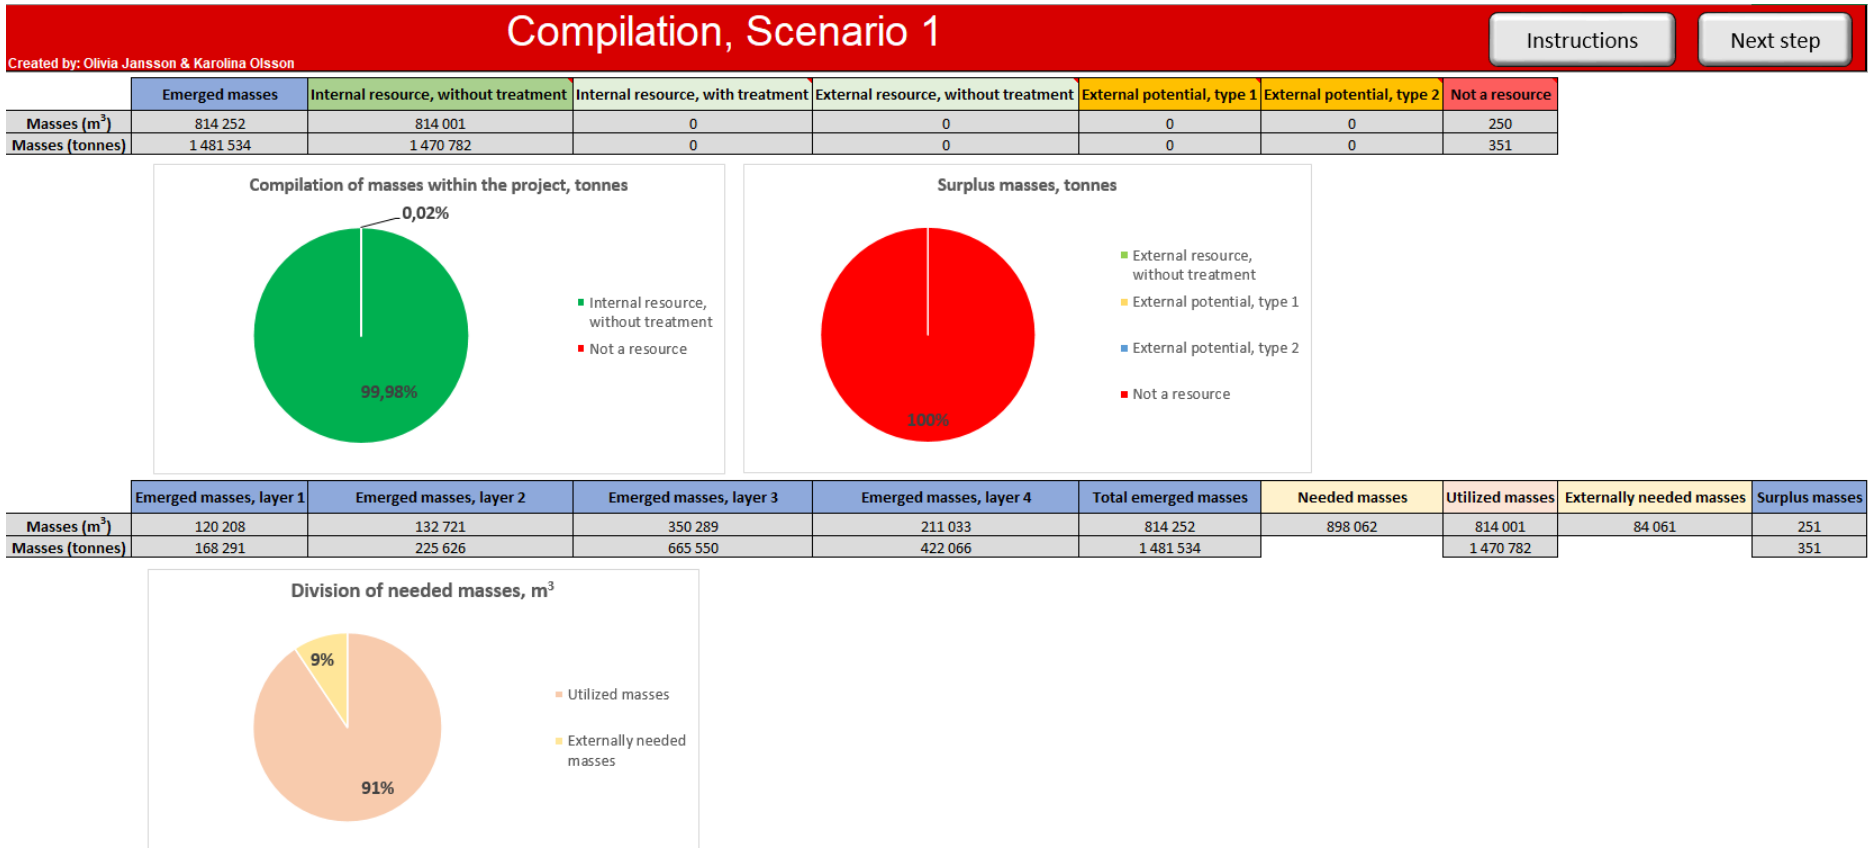 Compilation, Scenario 1
Instructions
Next step
Created by: Olivia Jansson & Karolina Olsson
Emerged masses Internal resource, without treatment Internal resource, with treatment External resource, without treatment External potential, type 1 External potential, type 2 Not a resource
Masses (m³) 814 252 814 001 0 0 0 0 250
Masses (tonnes) 1 481 534 1 470 782 0 0 0 0 351
Compilation of masses within the project, tonnes
0,02%
99,98%
Internal resource,
without treatment
Not a resource
Surplus masses, tonnes
100%
External resource,
without treatment
External potential, type 1
External potential, type 2
Not a resource
Emerged masses, layer 1 Emerged masses, layer 2 Emerged masses, layer 3 Emerged masses, layer 4 Total emerged masses Needed masses Utilized masses Externally needed masses Surplus masses
Masses (m³) 120 208 132 721 350 289 211 033 814 252 898 062 814 001 84 061 251
Masses (tonnes) 168 291 225 626 665 550 422 066 1 481 534 1 470 782 351
Division of needed masses, m³
9%
91%
Utilized masses
Externally needed
masses